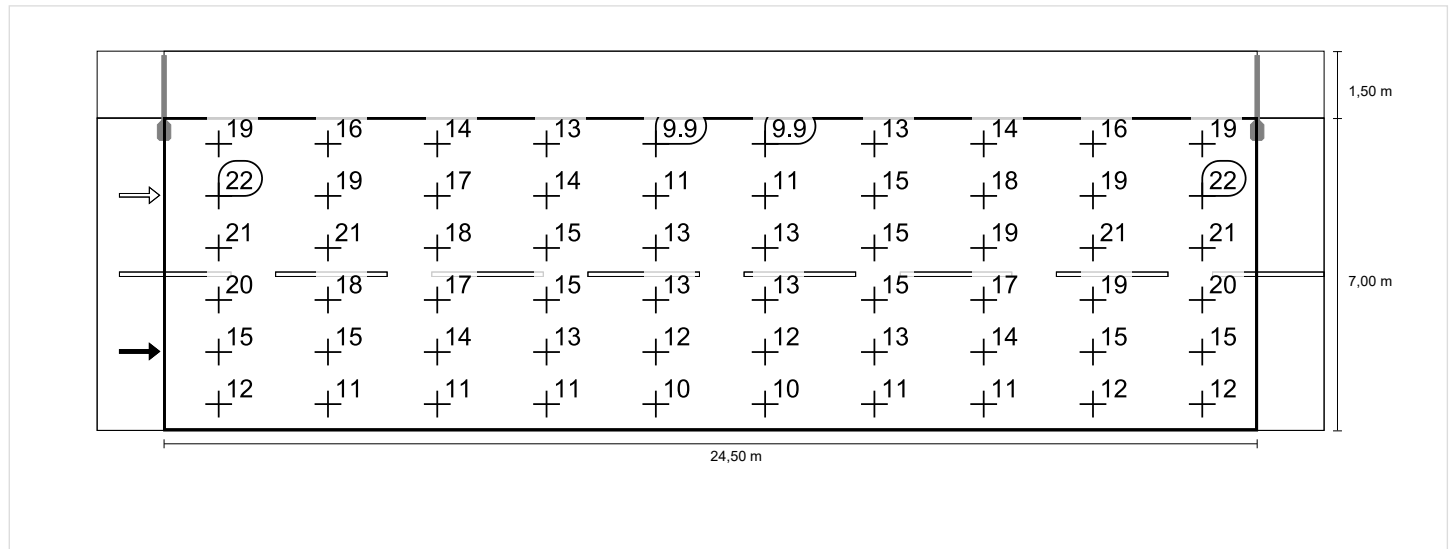 1,50 m
19 16 14 13 9.9 9.9 13 14 16 19
22 19 17 14 11 11 15 18 19 22
21 21 18 15 13 13 15 19 21 21
20 18 17 15 13 13 15 17 19 20
7,00 m
15 15 14 13 12 12 13 14 15 15
12 11 11 11 10 10 11 11 12 12
24,50 m